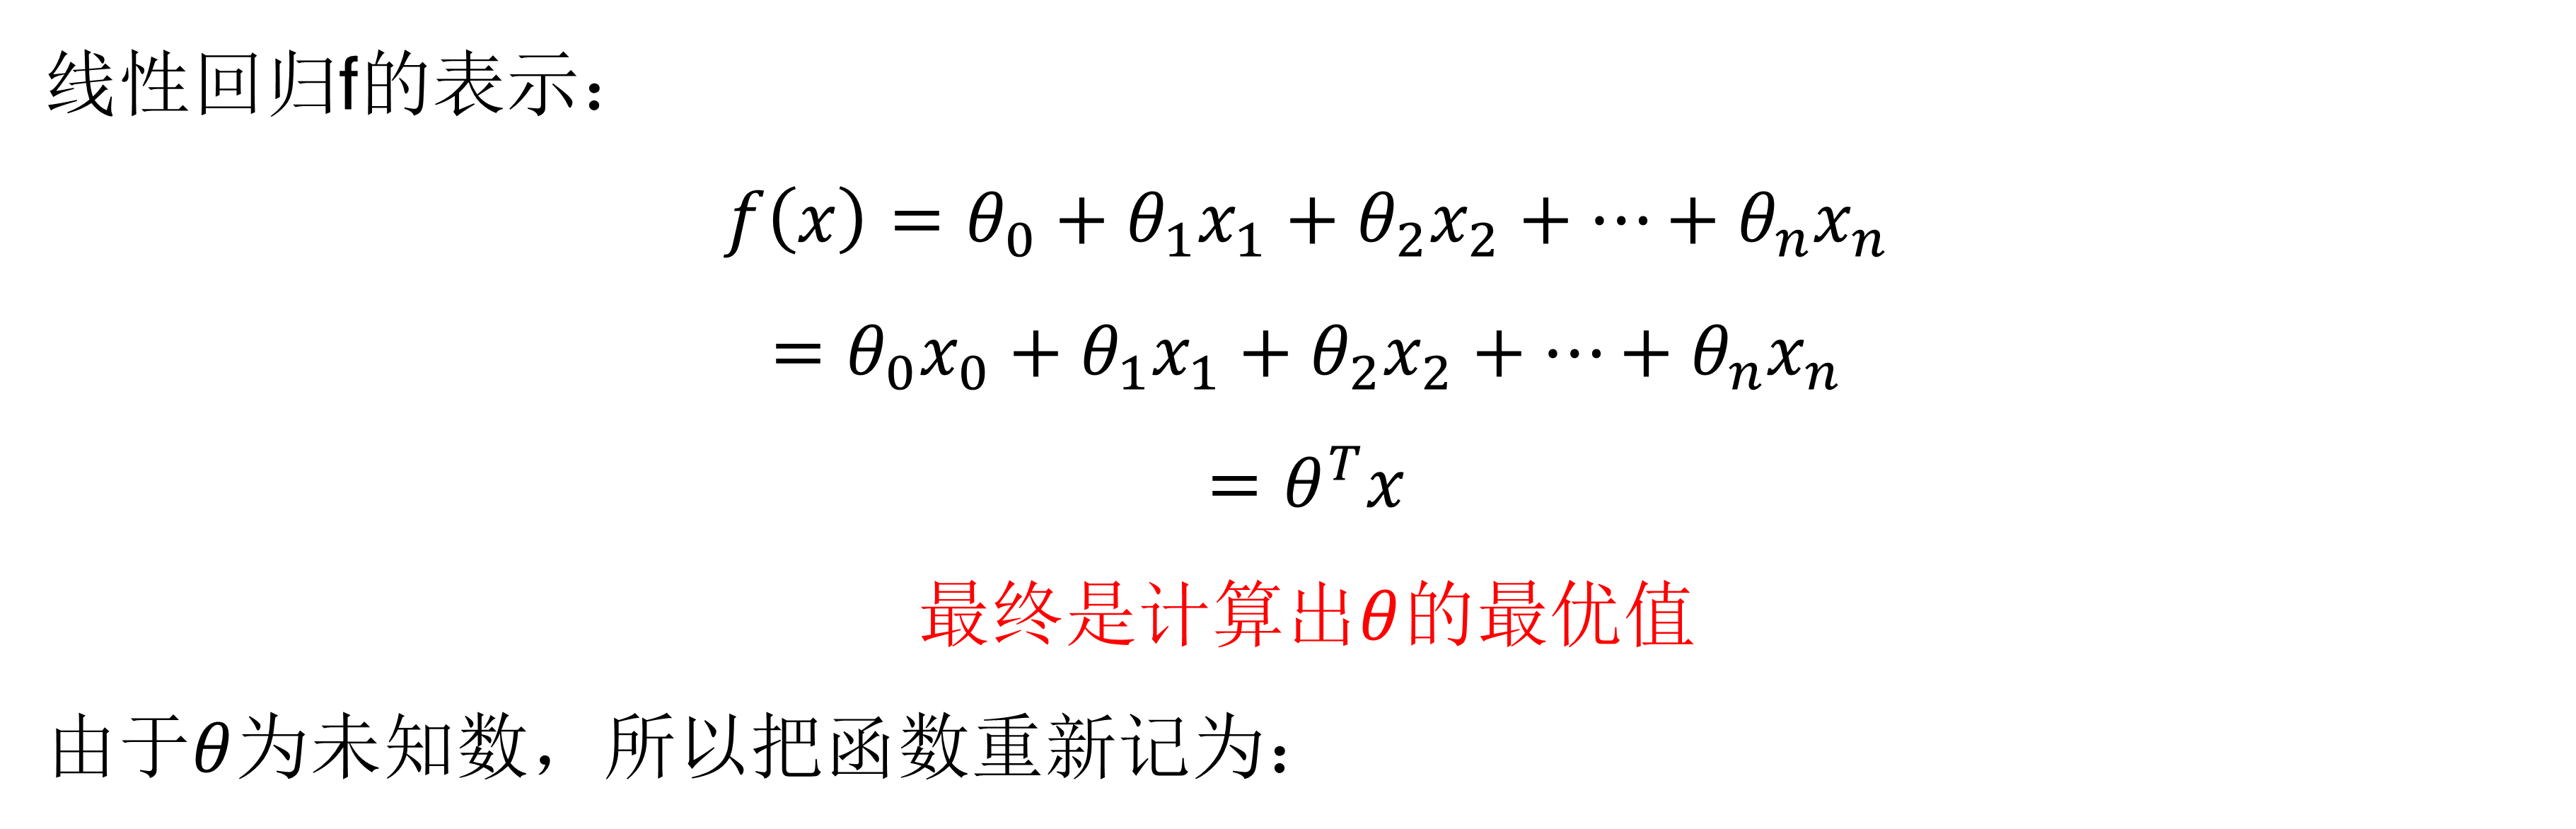 线性回归f的表示：
f(x) = θ₀ + θ₁x₁ + θ₂x₂ + ⋯ + θₙxₙ
= θ₀x₀ + θ₁x₁ + θ₂x₂ + ⋯ + θₙxₙ
= θᵀx
最终是计算出θ的最优值
由于θ为未知数，所以把函数重新记为：